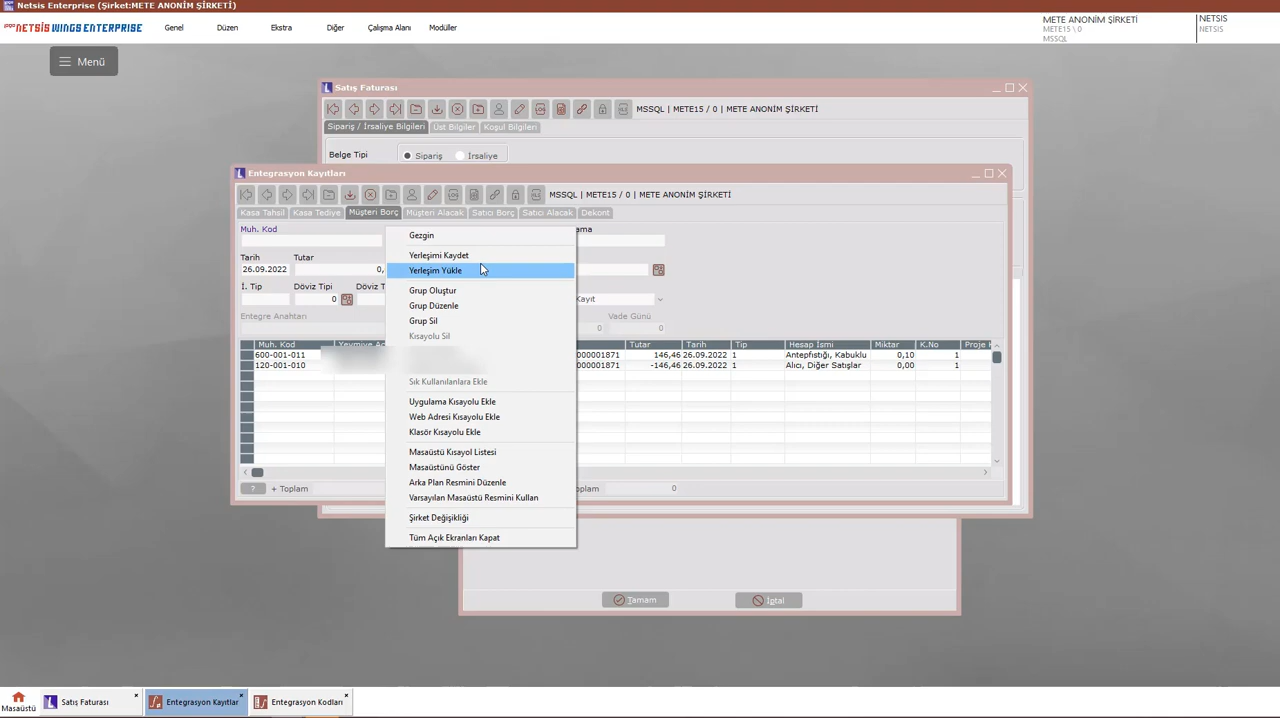 Netsis Enterprise (Şirket:METE ANONİM ŞİRKETİ)
logo NETSIS WINGS ENTERPRISE Genel Düzen Ekstra Diğer Çalışma Alanı Modüller
METE ANONİM ŞİRKETİ
METE15 \ 0
MSSQL
NETSIS
NETSIS
Menü
Satış Faturası
MSSQL | METE15 / 0 | METE ANONİM ŞİRKETİ
Sipariş / İrsaliye Bilgileri Üst Bilgiler Koşul Bilgileri
Belge Tipi Sipariş İrsaliye
Entegrasyon Kayıtları
MSSQL | METE15 / 0 | METE ANONİM ŞİRKETİ
Kasa Tahsil Kasa Tediye Müşteri Borç Müşteri Alacak Satıcı Borç Satıcı Alacak Dekont
Muh. Kod
Tarih Tutar
26.09.2022 0,
İ. Tip Döviz Tipi Döviz T
0 Kayıt
Entegre Anahtarı Vade Günü
0 0
Muh. Kod Tutar Tarih Tip Hesap İsmi Miktar K.No
600-001-011 000001871 146,46 26.09.2022 1 Antepfıstığı, Kabuklu 0,10 1
120-001-010 000001871 -146,46 26.09.2022 1 Alıcı, Diğer Satışlar 0,00 1
? + Toplam oplam 0
Gezgin
Yerleşimi Kaydet
Yerleşim Yükle
Grup Oluştur
Grup Düzenle
Grup Sil
Kısayolu Sil
Sık Kullanılanlara Ekle
Uygulama Kısayolu Ekle
Web Adresi Kısayolu Ekle
Klasör Kısayolu Ekle
Masaüstü Kısayol Listesi
Masaüstünü Göster
Arka Plan Resmini Düzenle
Varsayılan Masaüstü Resmini Kullan
Şirket Değişikliği
Tüm Açık Ekranları Kapat
Tamam İptal
Masaüstü Satış Faturası Entegrasyon Kayıtlar Entegrasyon Kodları